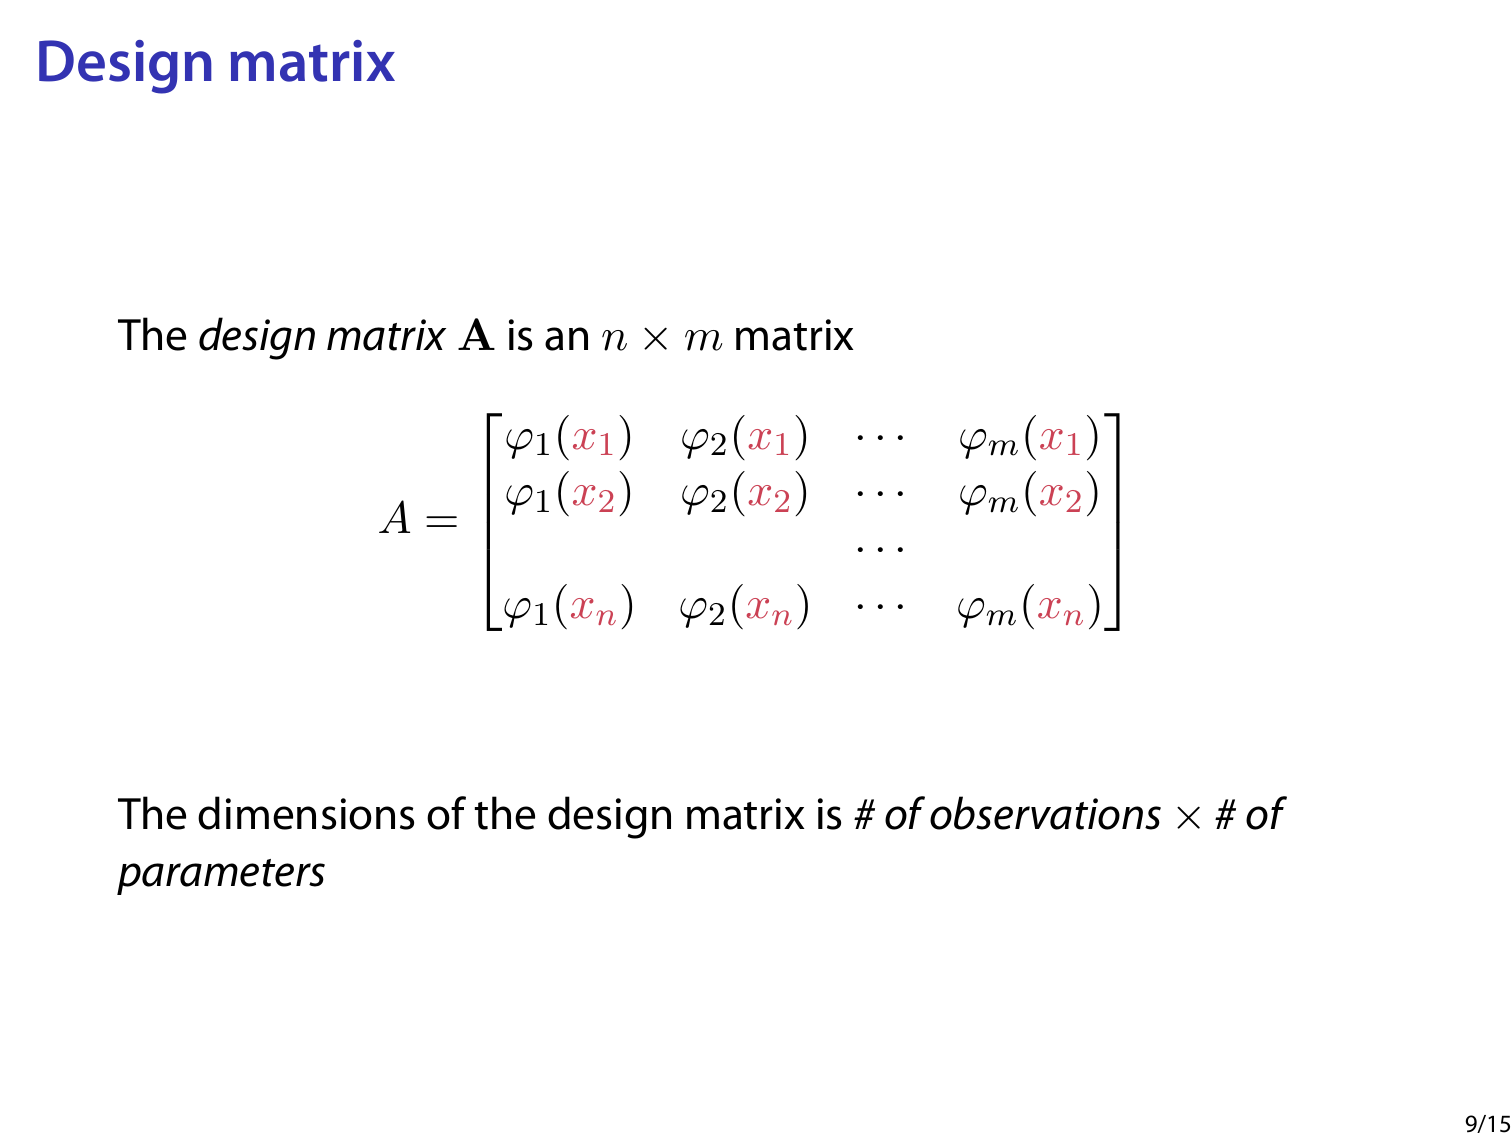 Design matrix
The design matrix A is an n × m matrix
A = [ φ₁(x₁) φ₂(x₁) ⋯ φₘ(x₁)
φ₁(x₂) φ₂(x₂) ⋯ φₘ(x₂)
⋯
φ₁(xₙ) φ₂(xₙ) ⋯ φₘ(xₙ) ]
The dimensions of the design matrix is # of observations × # of
parameters
9/15